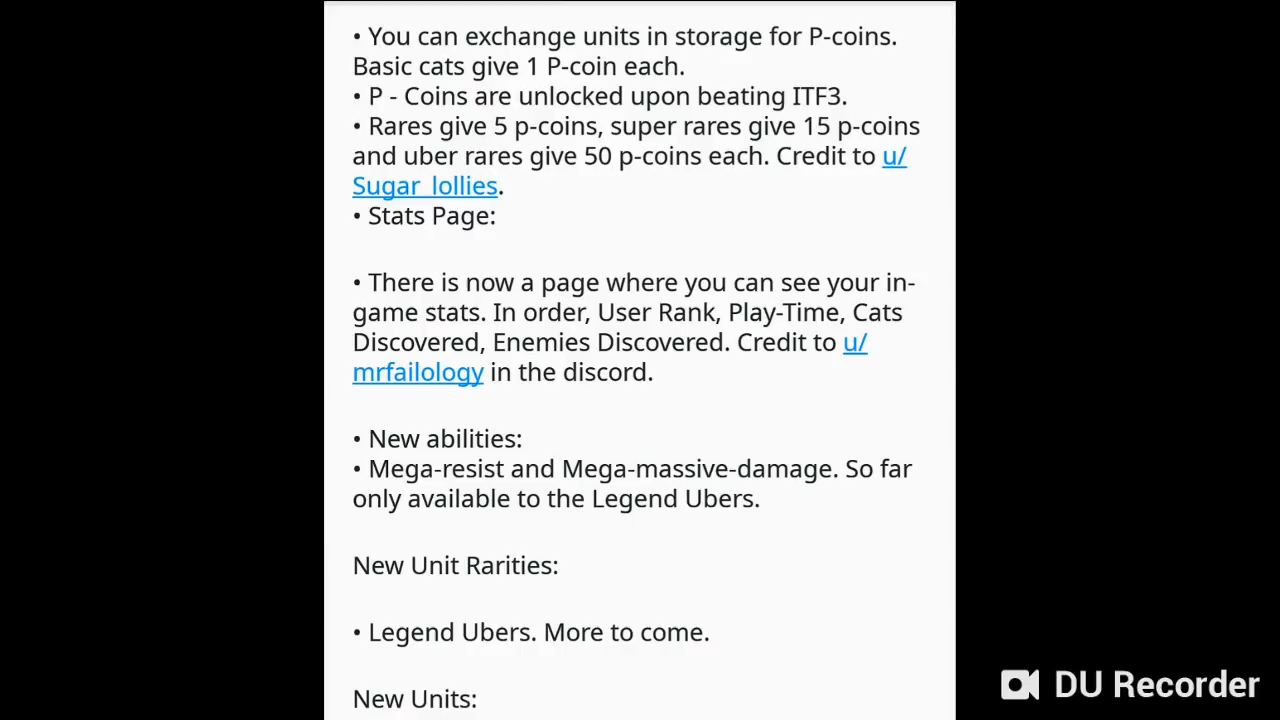 • You can exchange units in storage for P-coins.
Basic cats give 1 P-coin each.
• P - Coins are unlocked upon beating ITF3.
• Rares give 5 p-coins, super rares give 15 p-coins
and uber rares give 50 p-coins each. Credit to u/
Sugar_lollies.
• Stats Page:
• There is now a page where you can see your in-
game stats. In order, User Rank, Play-Time, Cats
Discovered, Enemies Discovered. Credit to u/
mrfailology in the discord.
• New abilities:
• Mega-resist and Mega-massive-damage. So far
only available to the Legend Ubers.
New Unit Rarities:
• Legend Ubers. More to come.
New Units:
DU Recorder